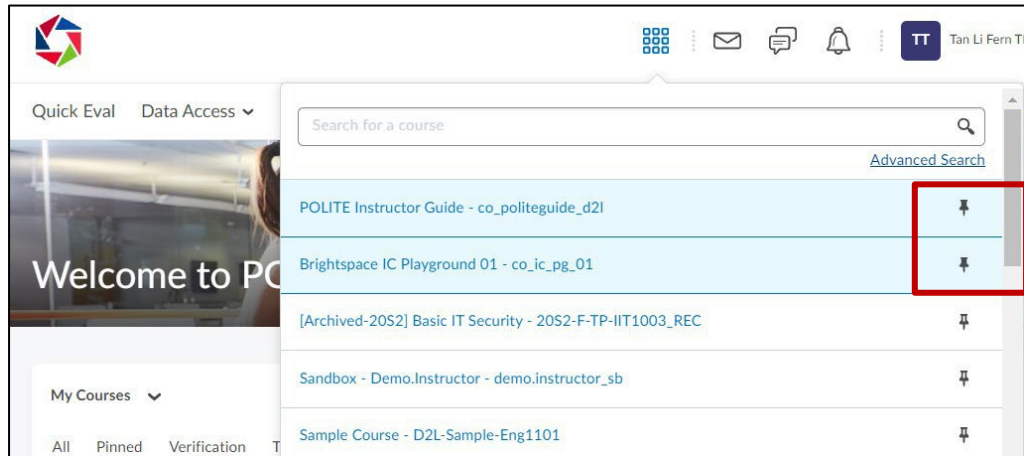 TT
Tan Li Fern
Quick Eval
Data Access
Search for a course
Advanced Search
POLITE Instructor Guide - co_politeguide_d2l
Brightspace IC Playground 01 - co_ic_pg_01
Welcome to
[Archived-20S2] Basic IT Security - 20S2-F-TP-IIT1003_REC
Sandbox - Demo.Instructor - demo.instructor_sb
My Courses
Sample Course - D2L-Sample-Eng1101
All
Pinned
Verification